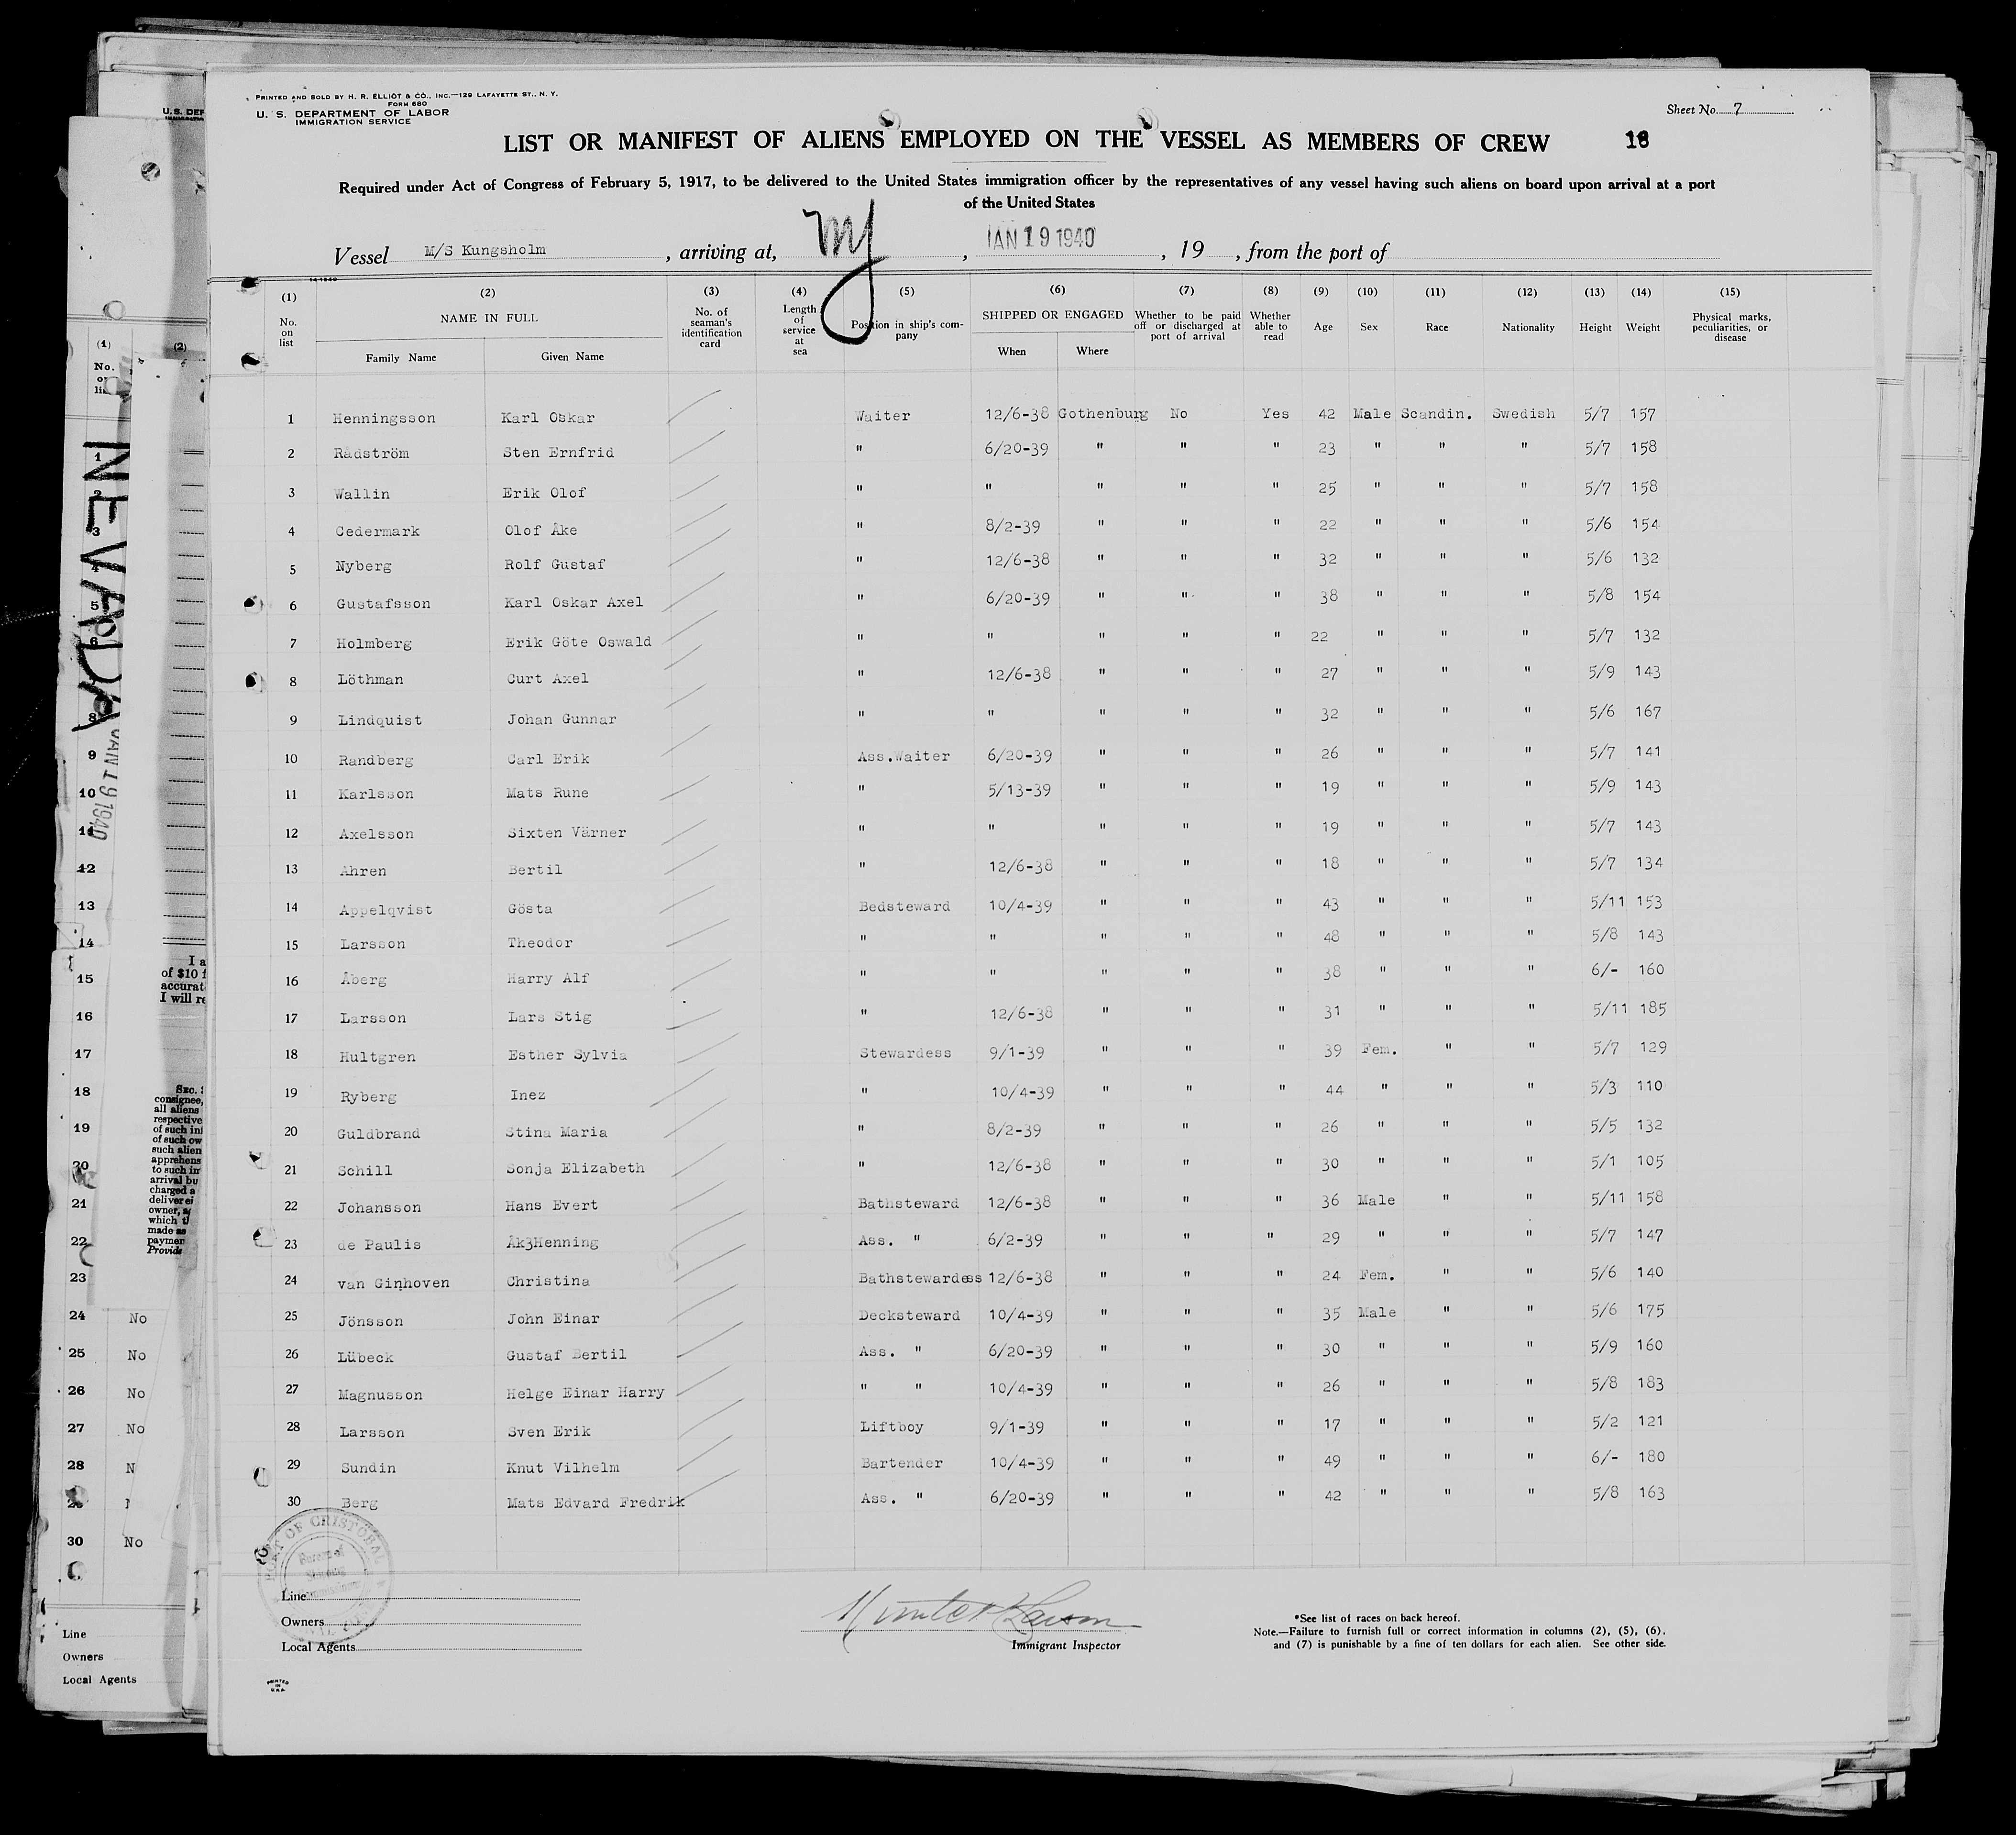 PRINTED AND SOLD BY H. R. ELLIOT & CO., INC.—129 LAFAYETTE ST., N. Y.
FORM 680
U. S. DEPARTMENT OF LABOR
IMMIGRATION SERVICE
Sheet No. 7
LIST OR MANIFEST OF ALIENS EMPLOYED ON THE VESSEL AS MEMBERS OF CREW 18
Required under Act of Congress of February 5, 1917, to be delivered to the United States immigration officer by the representatives of any vessel having such aliens on board upon arrival at a port
of the United States
Vessel M/S Kungsholm , arriving at, NY , JAN 19 1940 , 19 , from the port of
(1) No. on list (2) NAME IN FULL Family Name Given Name (3) No. of seaman's identification card (4) Length of service at sea (5) Position in ship's company (6) SHIPPED OR ENGAGED When Where (7) Whether to be paid off or discharged at port of arrival (8) Whether able to read (9) Age (10) Sex (11) Race (12) Nationality (13) Height (14) Weight (15) Physical marks, peculiarities, or disease
1 Henningsson Karl Oskar Waiter 12/6-38 Gothenburg No Yes 42 Male Scandin. Swedish 5/7 157
2 Rådström Sten Ernfrid " 6/20-39 " " " 23 " " " 5/7 158
3 Wallin Erik Olof " " " " " 25 " " " 5/7 158
4 Cedermark Olof Åke " 8/2-39 " " " 22 " " " 5/6 154
5 Nyberg Rolf Gustaf " 12/6-38 " " " 32 " " " 5/6 132
6 Gustafsson Karl Oskar Axel " 6/20-39 " " " 38 " " " 5/8 154
7 Holmberg Erik Göte Oswald " " " " " 22 " " " 5/7 132
8 Löthman Curt Axel " 12/6-38 " " " 27 " " " 5/9 143
9 Lindquist Johan Gunnar " " " " " 32 " " " 5/6 167
10 Randberg Carl Erik Ass.Waiter 6/20-39 " " " 26 " " " 5/7 141
11 Karlsson Mats Rune " 5/13-39 " " " 19 " " " 5/9 143
12 Axelsson Sixten Värner " " " " " 19 " " " 5/7 143
13 Ahren Bertil " 12/6-38 " " " 18 " " " 5/7 134
14 Appelqvist Gösta Bedsteward 10/4-39 " " " 43 " " " 5/11 153
15 Larsson Theodor " " " " " 48 " " " 5/8 143
16 Åberg Harry Alf " " " " " 38 " " " 6/- 160
17 Larsson Lars Stig " 12/6-38 " " " 31 " " " 5/11 185
18 Hultgren Esther Sylvia Stewardess 9/1-39 " " " 39 Fem. " " 5/7 129
19 Ryberg Inez " 10/4-39 " " " 44 " " " 5/3 110
20 Guldbrand Stina Maria " 8/2-39 " " " 26 " " " 5/5 132
21 Schill Sonja Elizabeth " 12/6-38 " " " 30 " " " 5/1 105
22 Johansson Hans Evert Bathsteward 12/6-38 " " " 36 Male " " 5/11 158
23 de Paulis Åk3Henning Ass. " 6/2-39 " " " 29 " " " 5/7 147
24 van Ginhoven Christina Bathstewardess 12/6-38 " " " 24 Fem. " " 5/6 140
25 Jönsson John Einar Decksteward 10/4-39 " " " 35 Male " " 5/6 175
26 Lübeck Gustaf Bertil Ass. " 6/20-39 " " " 30 " " " 5/9 160
27 Magnusson Helge Einar Harry " " 10/4-39 " " " 26 " " " 5/8 183
28 Larsson Sven Erik Liftboy 9/1-39 " " " 17 " " " 5/2 121
29 Sundin Knut Vilhelm Bartender 10/4-39 " " " 49 " " " 6/- 180
30 Berg Mats Edvard Fredrik Ass. " 6/20-39 " " " 42 " " " 5/8 163
PORT OF CRISTOBAL
Line
Owners
Local Agents
Immigrant Inspector
*See list of races on back hereof.
Note.—Failure to furnish full or correct information in columns (2), (5), (6), and (7) is punishable by a fine of ten dollars for each alien. See other side.
PRINTED IN U.S.A.
NEVADA
JAN 19 1940
Line
Owners
Local Agents